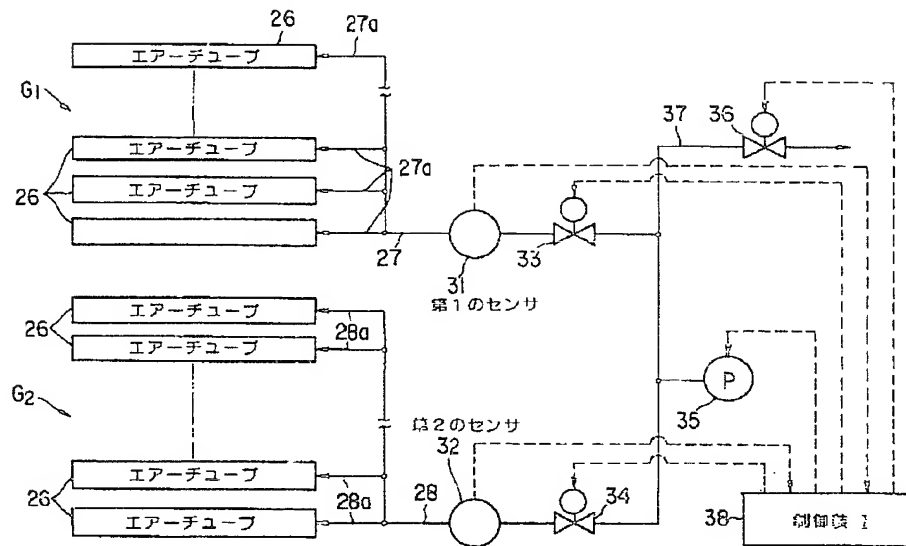 26
27a
エアーチューブ
G1
36
37
エアーチューブ
27a
エアーチューブ
26
27
33
31
第1のセンサ
エアーチューブ
26
エアーチューブ
28a
P
35
G2
第2のセンサ
32
エアーチューブ
34
26
28a
28
エアーチューブ
38
制御装